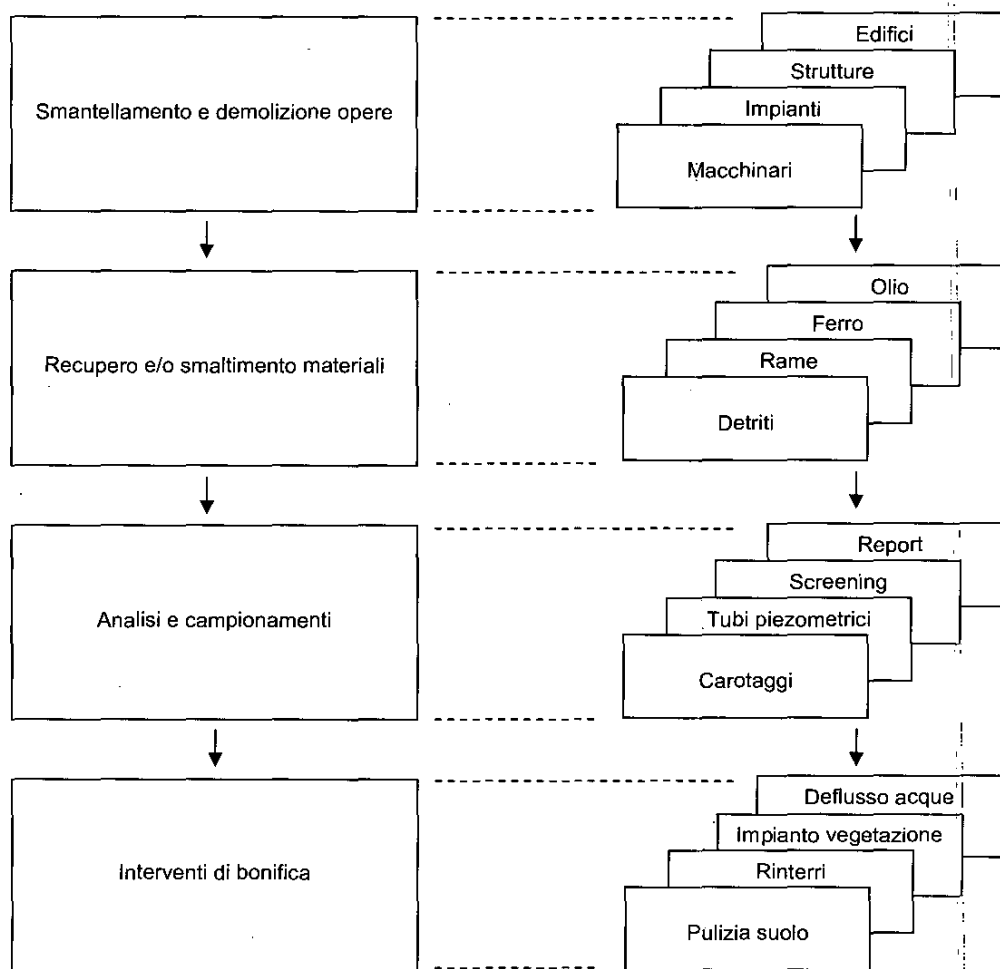 Smantellamento e demolizione opere
Edifici
Strutture
Impianti
Macchinari
Recupero e/o smaltimento materiali
Olio
Ferro
Rame
Detriti
Analisi e campionamenti
Report
Screening
Tubi piezometrici
Carotaggi
Interventi di bonifica
Deflusso acque
Impianto vegetazione
Rinterri
Pulizia suolo